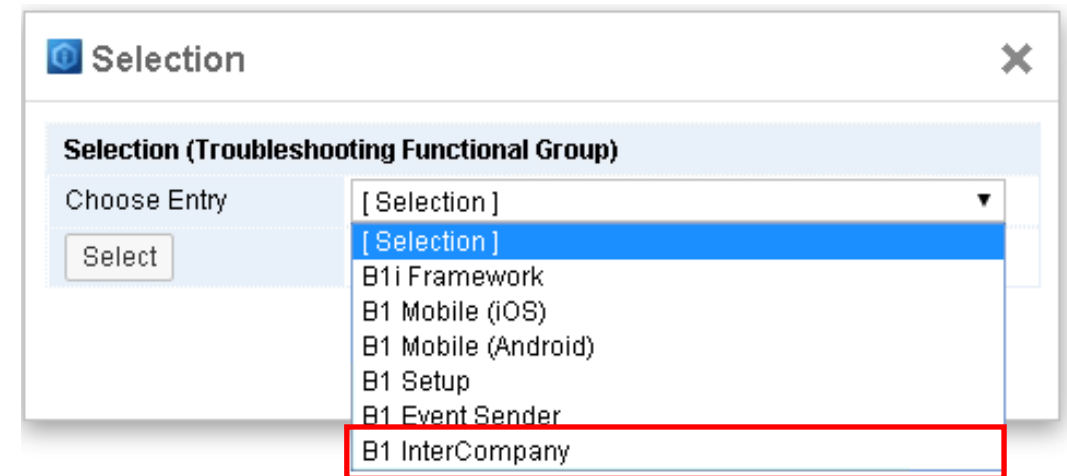 Selection
Selection (Troubleshooting Functional Group)
Choose Entry
[ Selection ]
Select
[ Selection ]
B1i Framework
B1 Mobile (iOS)
B1 Mobile (Android)
B1 Setup
B1 Event Sender
B1 InterCompany